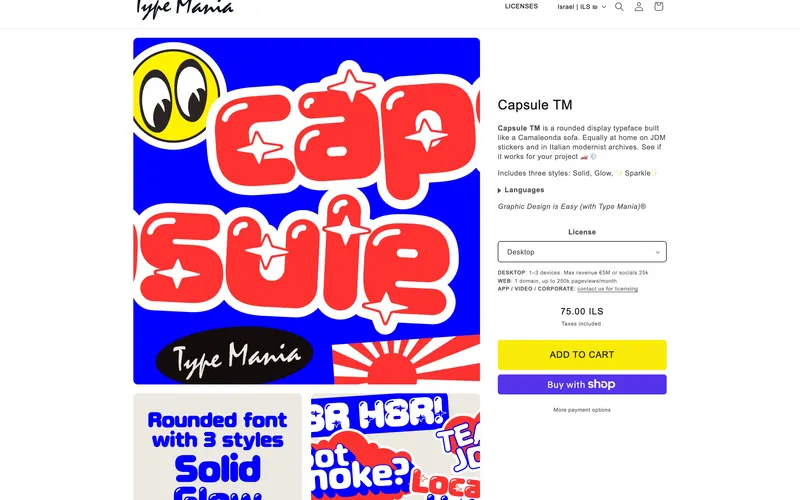 Type Mania
LICENSES
Israel | ILS ₪
cap
sule
Type Mania
Rounded font
with 3 styles
Solid
Glow
H8R!
Capsule TM
Capsule TM is a rounded display typeface built
like a Camaleonda sofa. Equally at home on JDM
stickers and in Italian modernist archives. See if
it works for your project 🏎️ 💨
Includes three styles: Solid, Glow, ✨ Sparkle✨
Languages
Graphic Design is Easy (with Type Mania)®
License
Desktop
DESKTOP: 1–3 devices. Max revenue €5M or socials 25k
WEB: 1 domain, up to 250k pageviews/month
APP / VIDEO / CORPORATE: contact us for licensing
75.00 ILS
Taxes included.
ADD TO CART
Buy with shop
More payment options